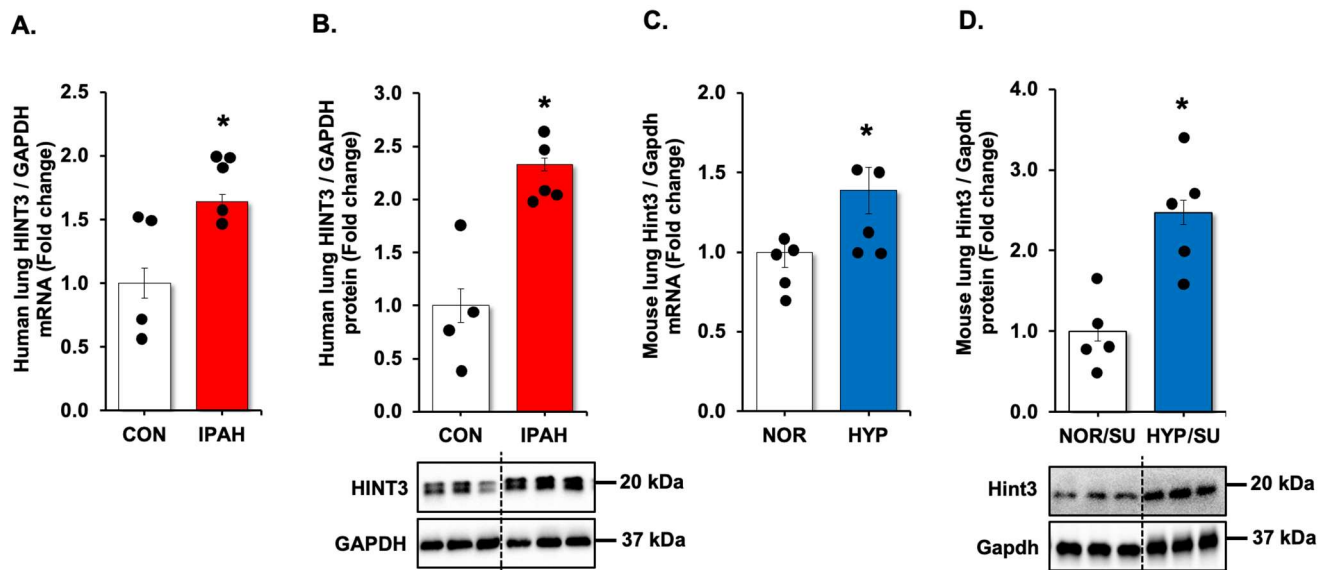 A.
Human lung HINT3 / GAPDH
mRNA (Fold change)
2.5
2.0
1.5
1.0
0.5
0.0
*
CON
IPAH
B.
Human lung HINT3 / GAPDH
protein (Fold change)
3.0
2.5
2.0
1.5
1.0
0.5
0.0
*
CON
IPAH
HINT3
20 kDa
GAPDH
37 kDa
C.
Mouse lung Hint3 / Gapdh
mRNA (Fold change)
2.0
1.5
1.0
0.5
0.0
*
NOR
HYP
D.
Mouse lung Hint3 / Gapdh
protein (Fold change)
4.0
3.0
2.0
1.0
0.0
*
NOR/SU
HYP/SU
Hint3
20 kDa
Gapdh
37 kDa